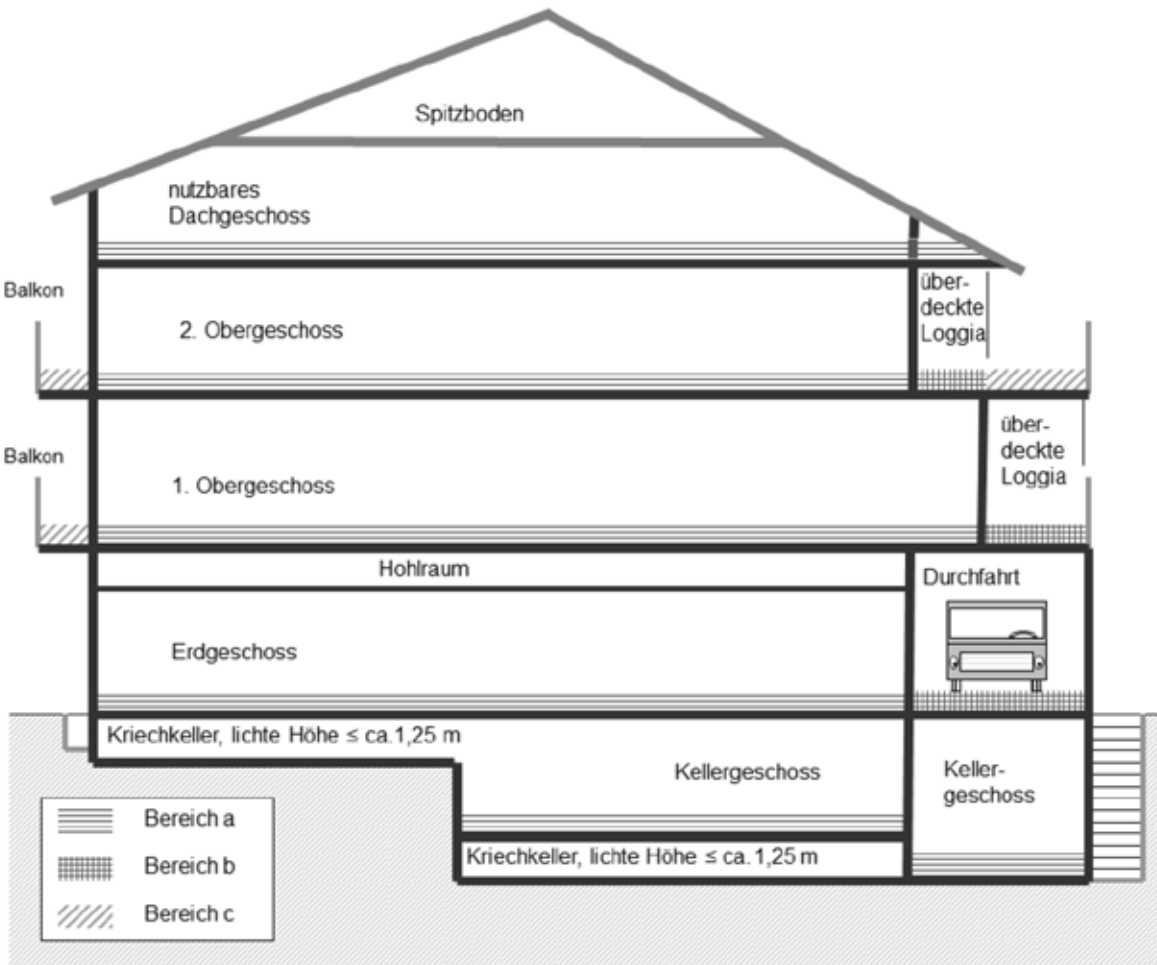 Spitzboden
nutzbares
Dachgeschoss
Balkon
2. Obergeschoss
über-
deckte
Loggia
Balkon
1. Obergeschoss
über-
deckte
Loggia
Hohlraum
Durchfahrt
Erdgeschoss
Kriechkeller, lichte Höhe ≤ ca.1,25 m
Kellergeschoss
Keller-
geschoss
Kriechkeller, lichte Höhe ≤ ca. 1,25 m
Bereich a
Bereich b
Bereich c